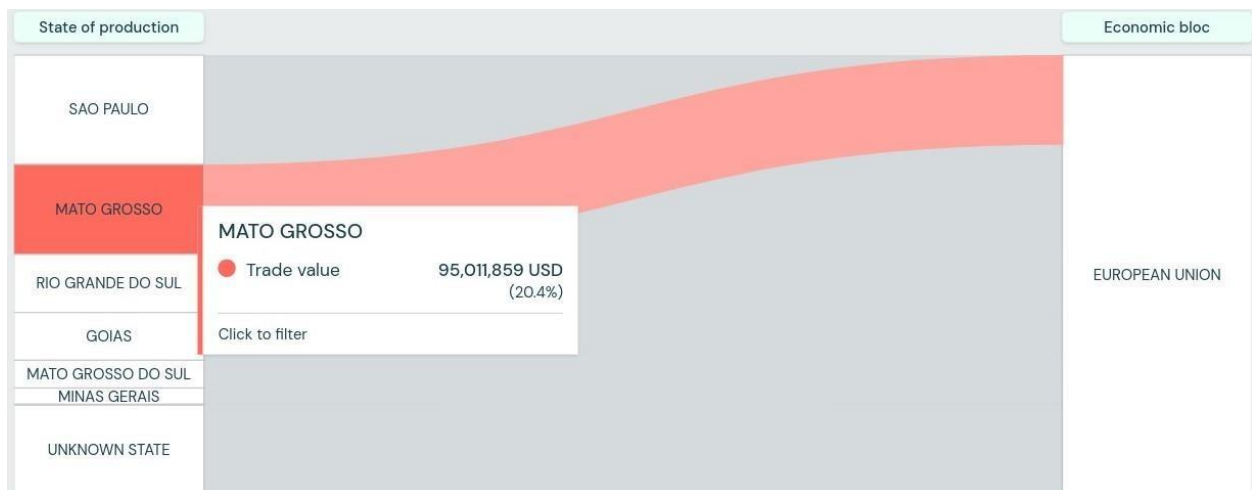 State of production
Economic bloc
SAO PAULO
MATO GROSSO
MATO GROSSO
Trade value 95,011,859 USD
(20.4%)
Click to filter
RIO GRANDE DO SUL
EUROPEAN UNION
GOIAS
MATO GROSSO DO SUL
MINAS GERAIS
UNKNOWN STATE